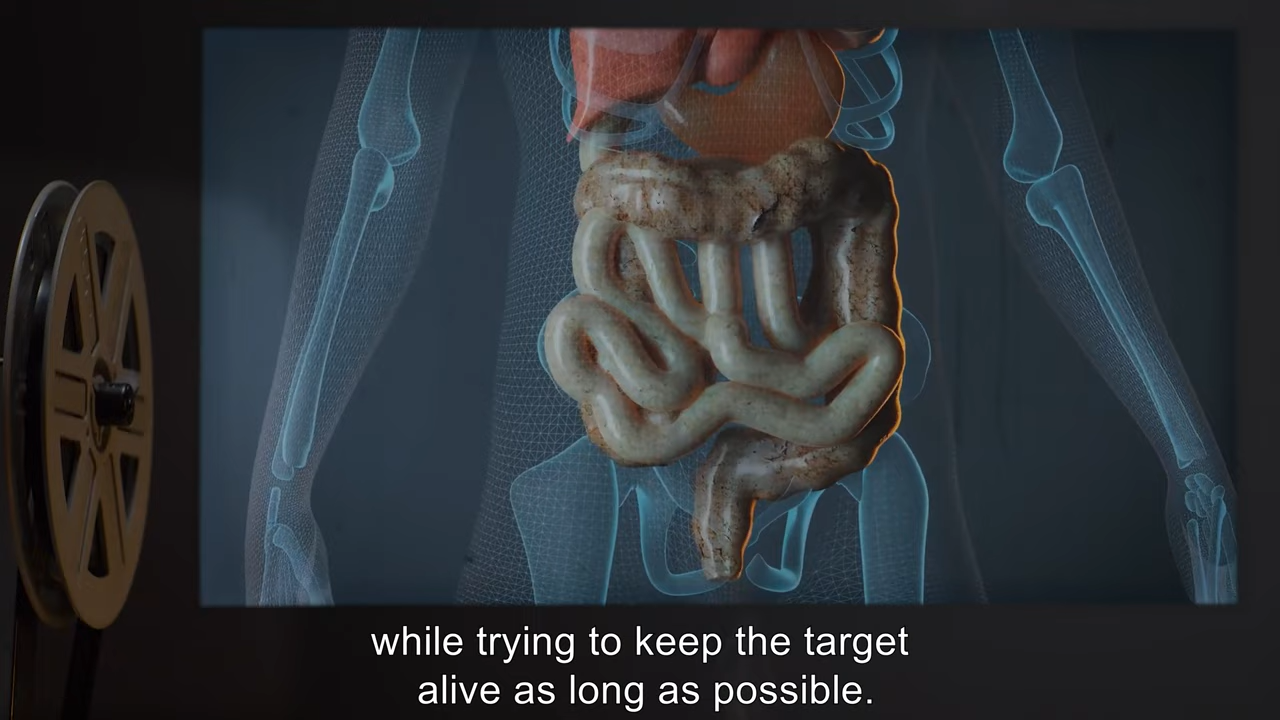 while trying to keep the target
alive as long as possible.